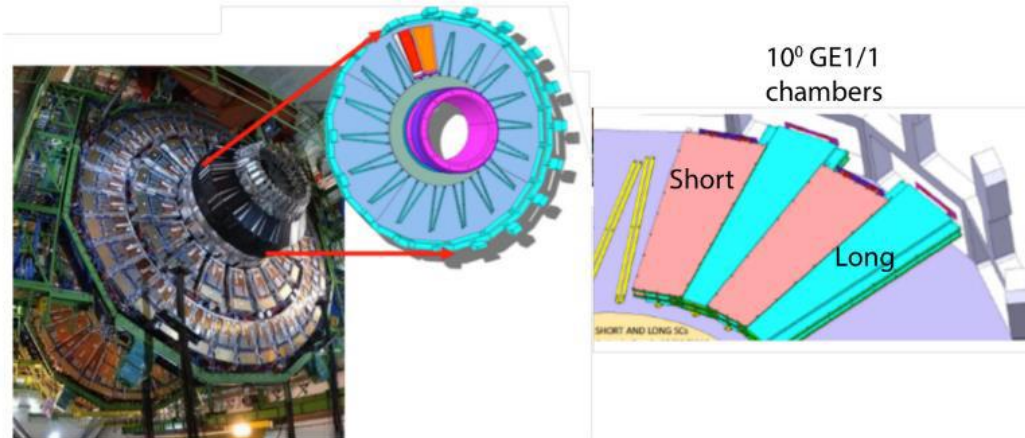 10⁰ GE1/1
chambers
Short
Long
SHORT AND LONG SCs